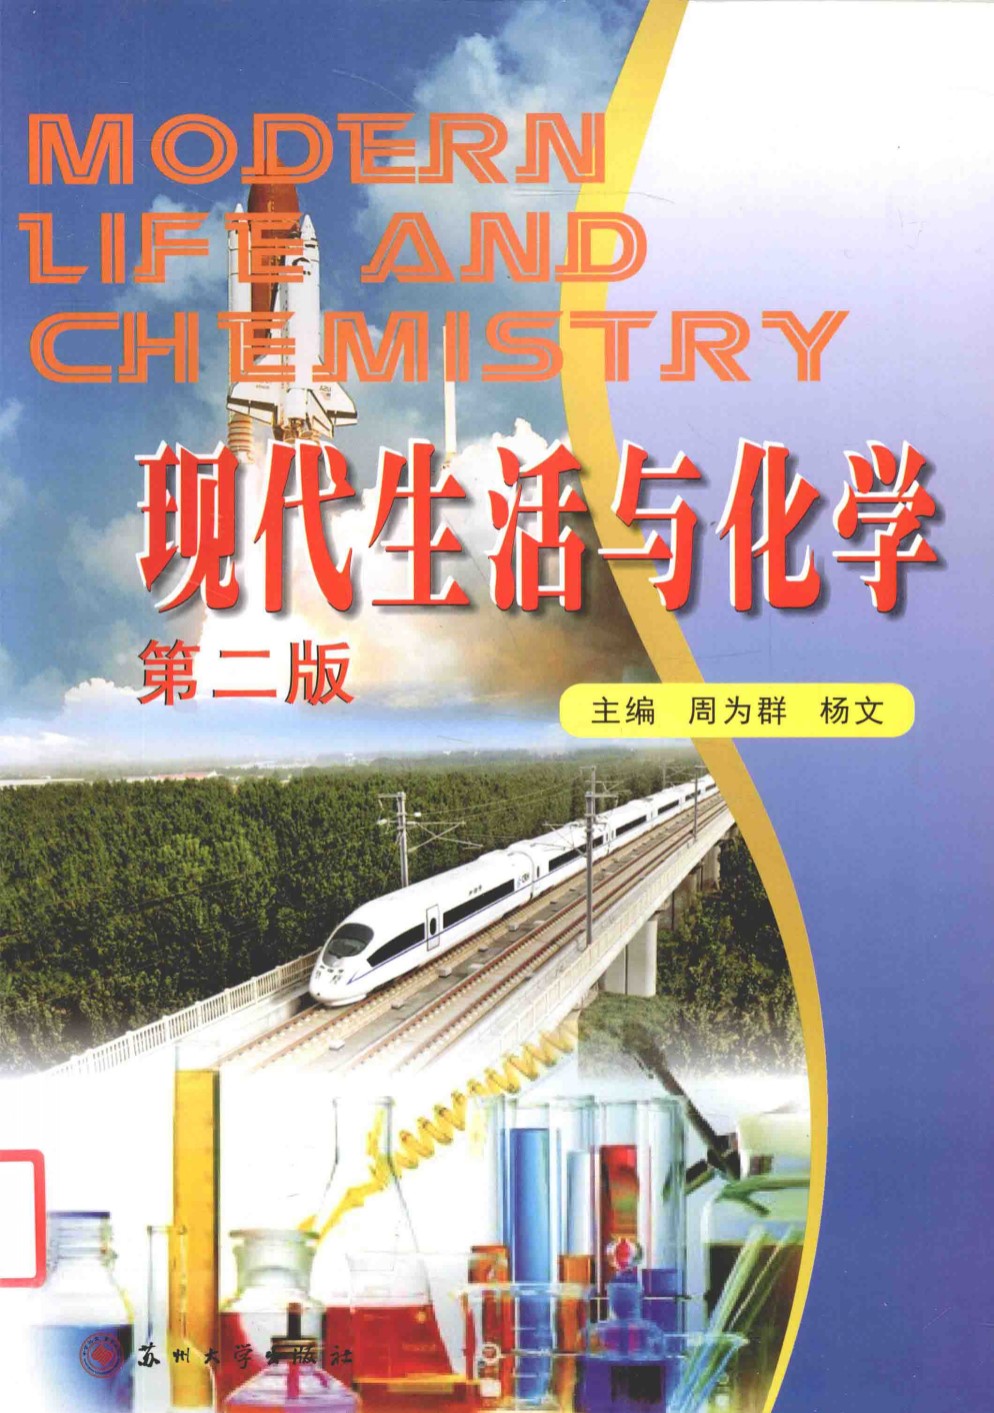 MODERN
LIFE AND
CHEMISTRY
现代生活与化学
第二版
主编 周为群 杨文
苏州大学出版社